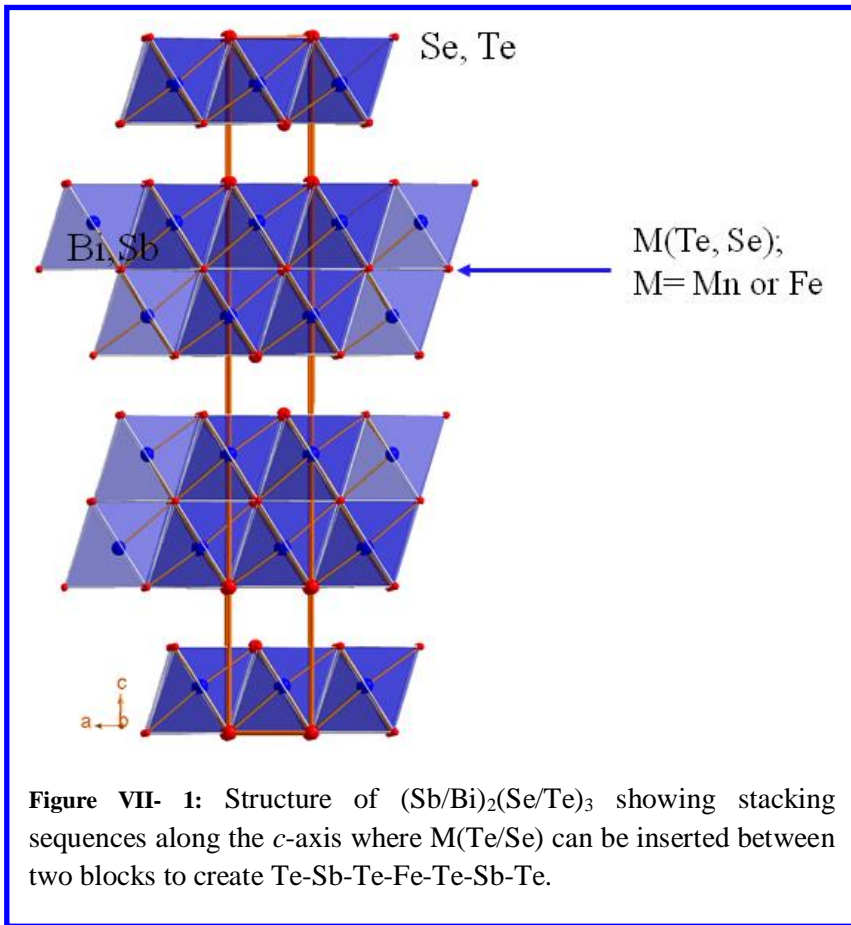 Se, Te
Bi,Sb
M(Te, Se);
M= Mn or Fe
c
a
b
Figure VII- 1: Structure of (Sb/Bi)₂(Se/Te)₃ showing stacking
sequences along the c-axis where M(Te/Se) can be inserted between
two blocks to create Te-Sb-Te-Fe-Te-Sb-Te.